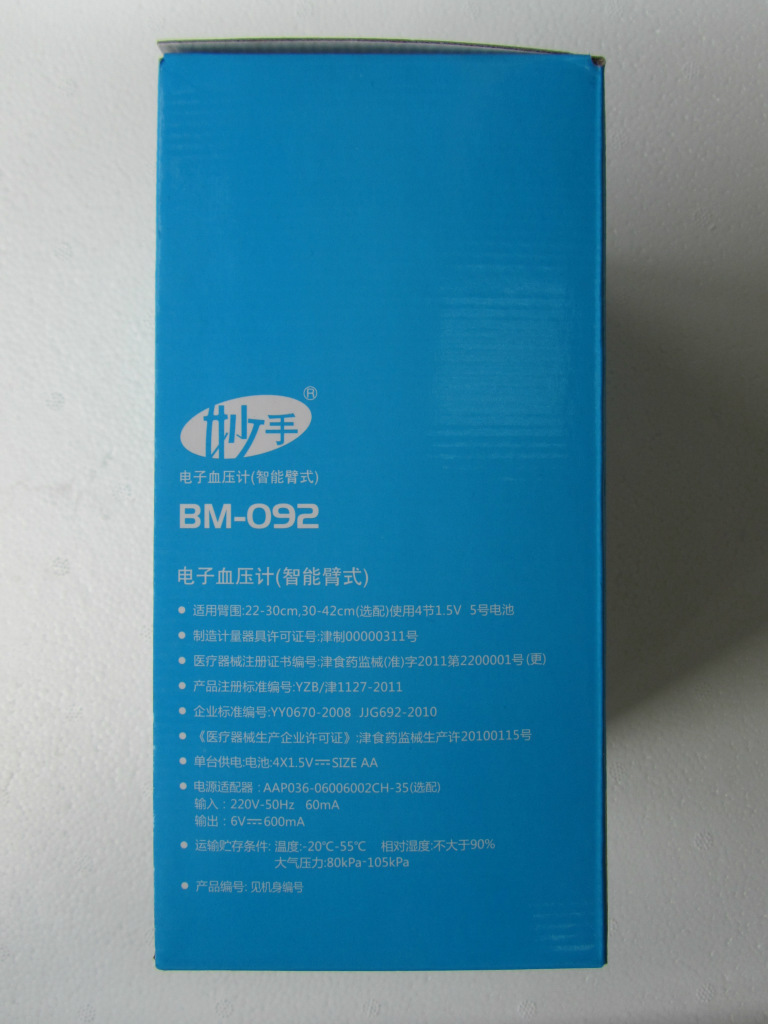 妙手®
电子血压计(智能臂式)
BM-092
电子血压计(智能臂式)
● 适用臂围:22-30cm,30-42cm(选配)使用4节1.5V 5号电池
● 制造计量器具许可证号:津制00000311号
● 医疗器械注册证书编号:津食药监械(准)字2011第2200001号(更)
● 产品注册标准编号:YZB/津1127-2011
● 企业标准编号:YY0670-2008 JJG692-2010
● 《医疗器械生产企业许可证》:津食药监械生产许20100115号
● 单台供电:电池:4X1.5V⎓SIZE AA
● 电源适配器:AAP036-06006002CH-35(选配)
输入:220V-50Hz 60mA
输出:6V⎓600mA
● 运输贮存条件: 温度:-20℃-55℃ 相对湿度:不大于90%
大气压力:80kPa-105kPa
● 产品编号: 见机身编号